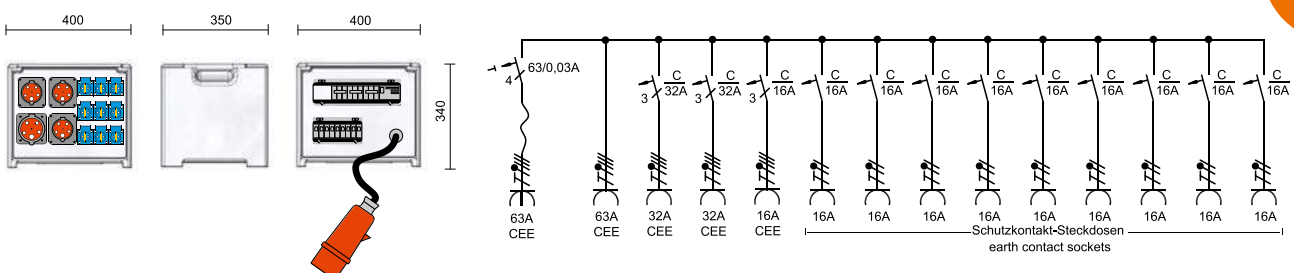 400
350
400
340
4
63/0,03A
3
C
32A
3
C
32A
3
C
16A
C
16A
C
16A
C
16A
C
16A
C
16A
C
16A
C
16A
C
16A
C
16A
63A
CEE
63A
CEE
32A
CEE
32A
CEE
16A
CEE
16A
16A
16A
16A
16A
16A
16A
16A
16A
Schutzkontakt-Steckdosen
earth contact sockets